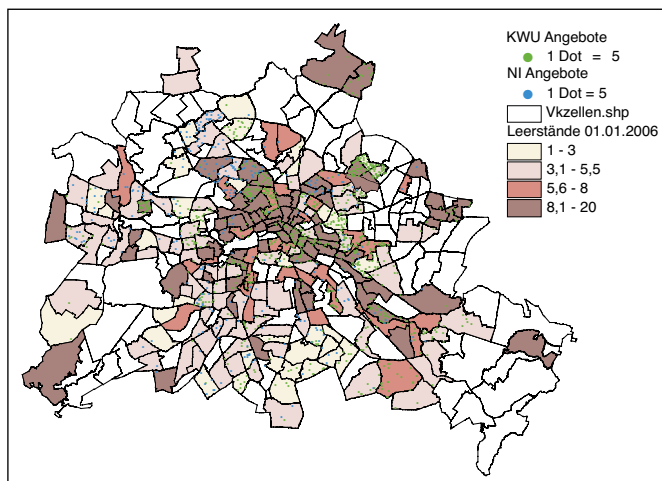 KWU Angebote
1 Dot = 5
NI Angebote
1 Dot = 5
Vkzellen.shp
Leerstände 01.01.2006
1 - 3
3,1 - 5,5
5,6 - 8
8,1 - 20